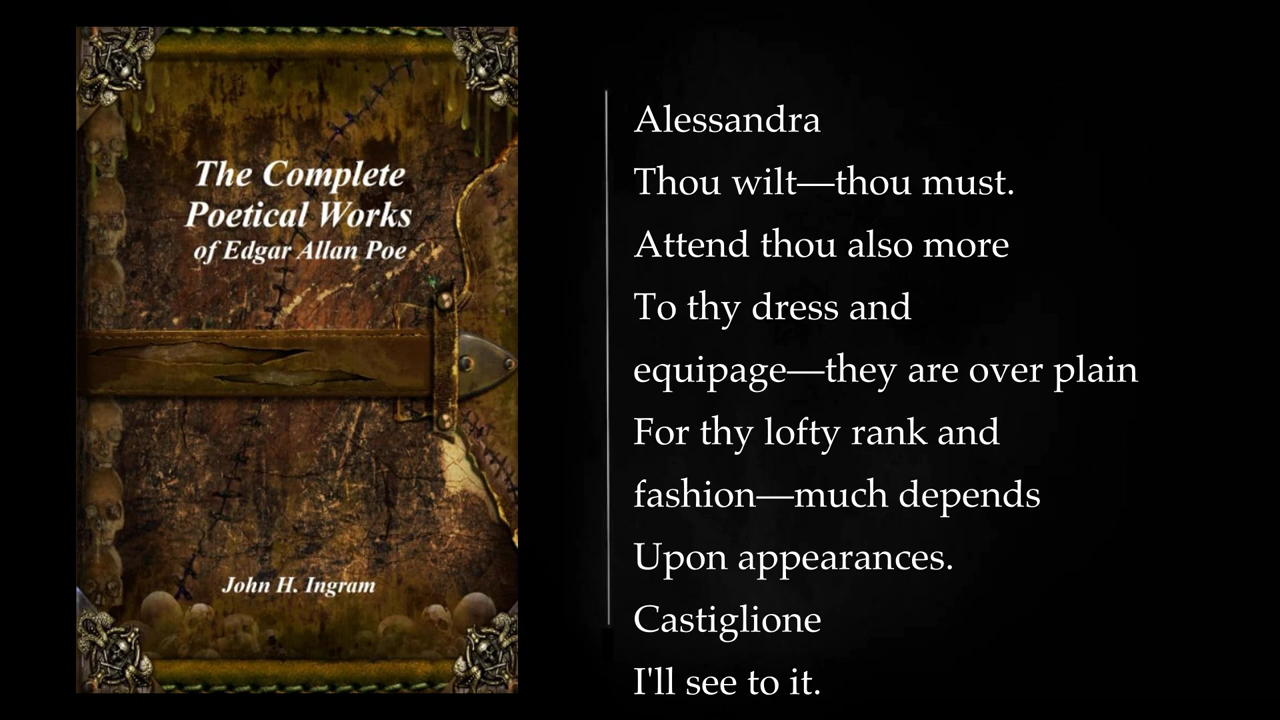 The Complete
Poetical Works
of Edgar Allan Poe
John H. Ingram
Alessandra
Thou wilt—thou must.
Attend thou also more
To thy dress and
equipage—they are over plain
For thy lofty rank and
fashion—much depends
Upon appearances.
Castiglione
I'll see to it.